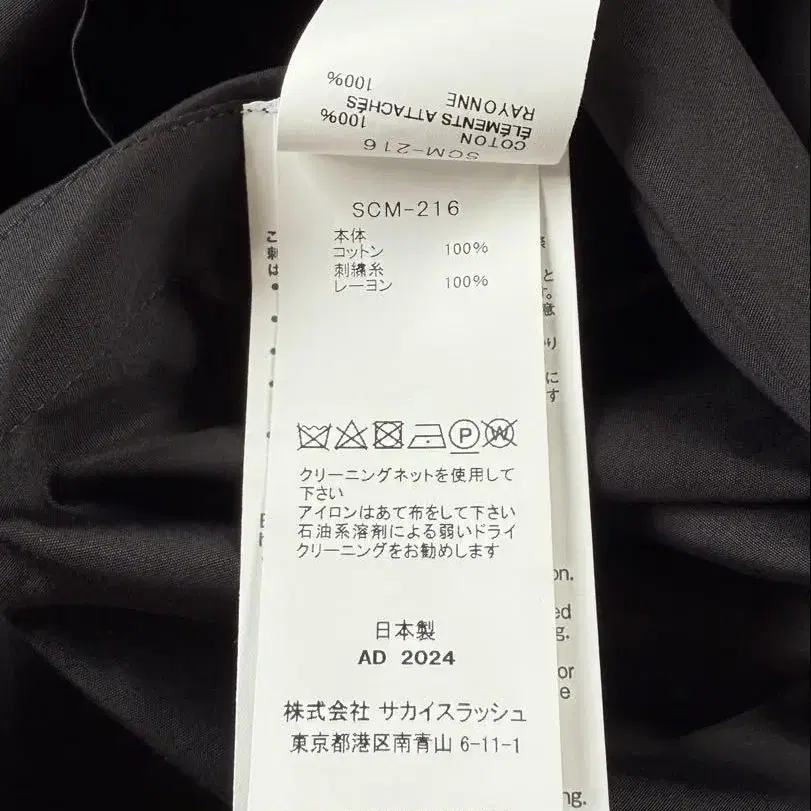 100%
RAYONNE
ÉLÉMENTS ATTACHÉS
100%
COTON
SCM-216
SCM-216
本体
コットン 100%
刺繍糸
レーヨン 100%
クリーニングネットを使用して
下さい
アイロンはあて布をして下さい
石油系溶剤による弱いドライ
クリーニングをお勧めします
日本製
AD 2024
株式会社 サカイスラッシュ
東京都港区南青山 6-11-1